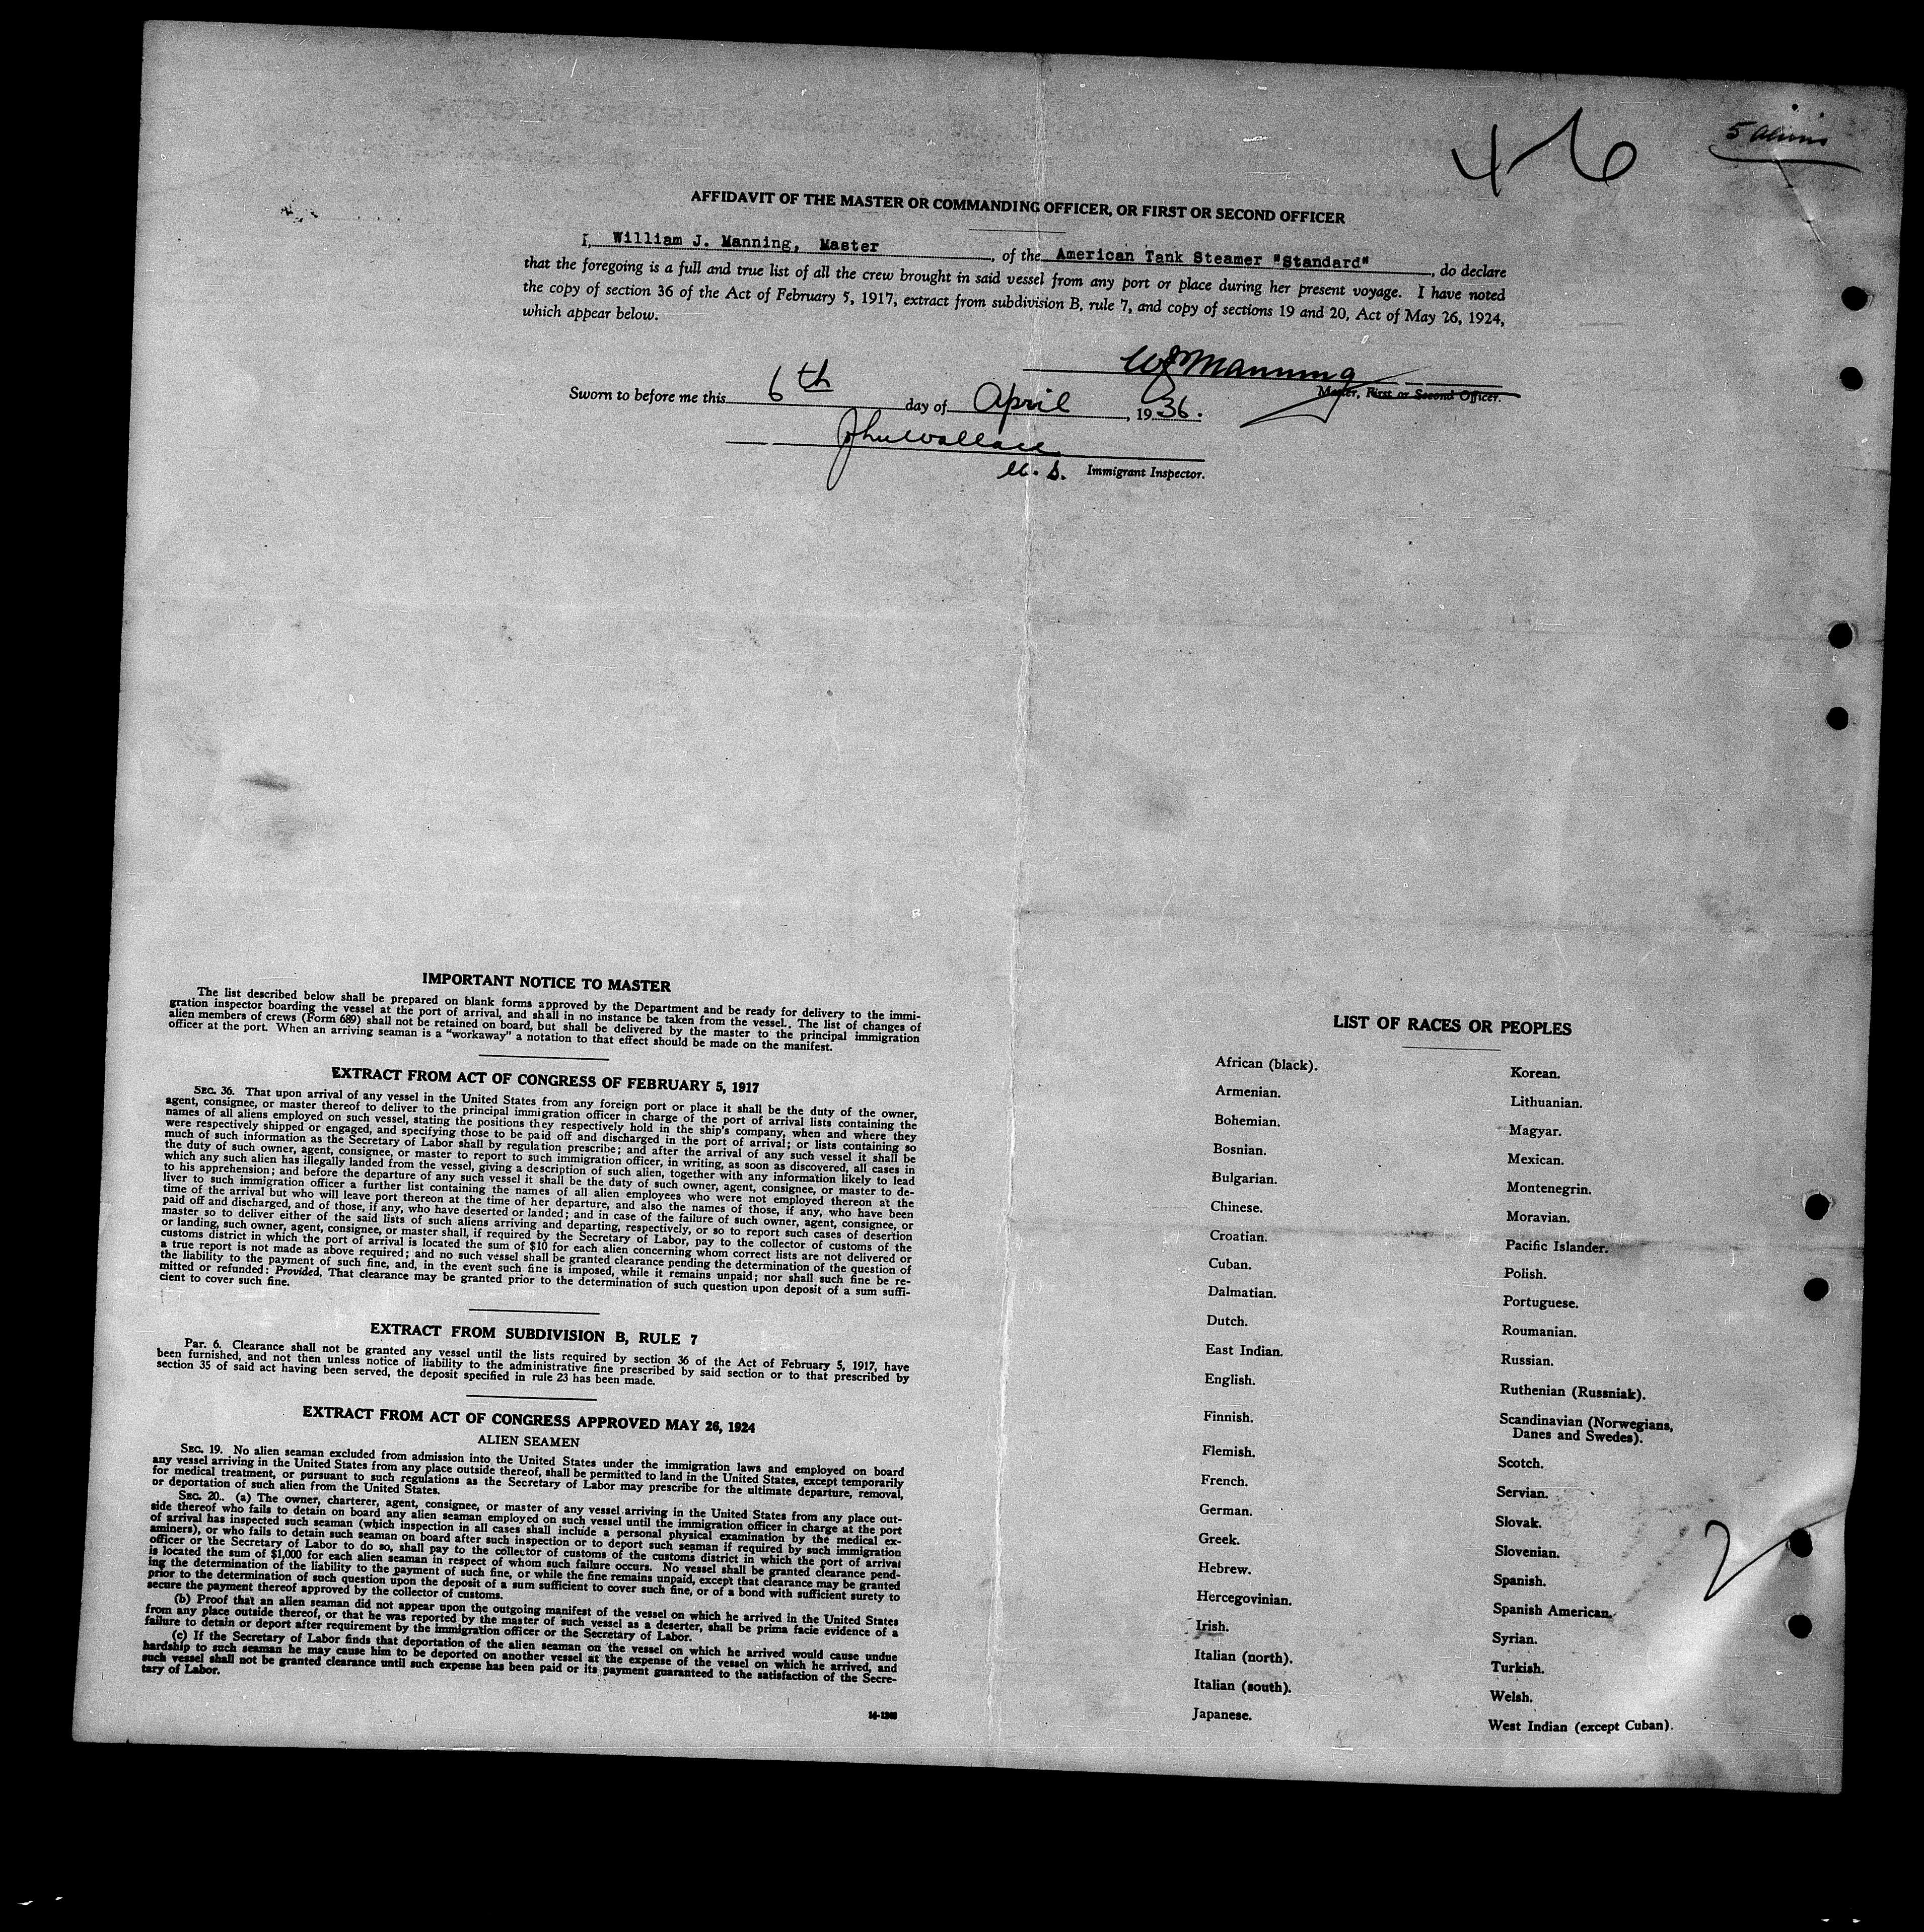 46
5 aliens
AFFIDAVIT OF THE MASTER OR COMMANDING OFFICER, OR FIRST OR SECOND OFFICER
I, William J. Manning, Master, of the American Tank Steamer "Standard", do declare
that the foregoing is a full and true list of all the crew brought in said vessel from any port or place during her present voyage. I have noted
the copy of section 36 of the Act of February 5, 1917, extract from subdivision B, rule 7, and copy of sections 19 and 20, Act of May 26, 1924,
which appear below.
WJManning
Master, First or Second Officer.
Sworn to before me this 6th day of April, 1936.
John Wallace
U. S. Immigrant Inspector.
IMPORTANT NOTICE TO MASTER
The list described below shall be prepared on blank forms approved by the Department and be ready for delivery to the immi-
gration inspector boarding the vessel at the port of arrival, and shall in no instance be taken from the vessel. The list of changes of
alien members of crews (Form 689) shall not be retained on board, but shall be delivered by the master to the principal immigration
officer at the port. When an arriving seaman is a "workaway" a notation to that effect should be made on the manifest.
EXTRACT FROM ACT OF CONGRESS OF FEBRUARY 5, 1917
SEC. 36. That upon arrival of any vessel in the United States from any foreign port or place it shall be the duty of the owner,
agent, consignee, or master thereof to deliver to the principal immigration officer in charge of the port of arrival lists containing the
names of all aliens employed on such vessel, stating the positions they respectively hold in the ship's company, when and where they
were respectively shipped or engaged, and specifying those to be paid off and discharged in the port of arrival; or lists containing so
much of such information as the Secretary of Labor shall by regulation prescribe; and after the arrival of any such vessel it shall be
the duty of such owner, agent, consignee, or master to report to such immigration officer, in writing, as soon as discovered, all cases in
which any such alien has illegally landed from the vessel, giving a description of such alien, together with any information likely to lead
to his apprehension; and before the departure of any such vessel it shall be the duty of such owner, agent, consignee, or master to de-
liver to such immigration officer a further list containing the names of all alien employees who were not employed thereon at the
time of the arrival but who will leave port thereon at the time of her departure, and also the names of those, if any, who have been
paid off and discharged, and of those, if any, who have deserted or landed; and in case of the failure of such owner, agent, consignee, or
master so to deliver either of the said lists of such aliens arriving and departing, respectively, or so to report such cases of desertion
or landing, such owner, agent, consignee, or master shall, if required by the Secretary of Labor, pay to the collector of customs of the
customs district in which the port of arrival is located the sum of $10 for each alien concerning whom correct lists are not delivered or
a true report is not made as above required; and no such vessel shall be granted clearance pending the determination of the question of
the liability to the payment of such fine, and, in the event such fine is imposed, while it remains unpaid; nor shall such fine be re-
mitted or refunded: Provided, That clearance may be granted prior to the determination of such question upon deposit of a sum suffi-
cient to cover such fine.
EXTRACT FROM SUBDIVISION B, RULE 7
Par. 6. Clearance shall not be granted any vessel until the lists required by section 36 of the Act of February 5, 1917, have
been furnished, and not then unless notice of liability to the administrative fine prescribed by said section or to that prescribed by
section 35 of said act having been served, the deposit specified in rule 23 has been made.
EXTRACT FROM ACT OF CONGRESS APPROVED MAY 26, 1924
ALIEN SEAMEN
SEC. 19. No alien seaman excluded from admission into the United States under the immigration laws and employed on board
any vessel arriving in the United States from any place outside thereof, shall be permitted to land in the United States, except temporarily
for medical treatment, or pursuant to such regulations as the Secretary of Labor may prescribe for the ultimate departure, removal,
or deportation of such alien from the United States.
SEC. 20. (a) The owner, charterer, agent, consignee, or master of any vessel arriving in the United States from any place out-
side thereof who fails to detain on board any alien seaman employed on such vessel until the immigration officer in charge at the port
of arrival has inspected such seaman (which inspection in all cases shall include a personal physical examination by the medical ex-
aminers), or who fails to detain such seaman on board after such inspection or to deport such seaman if required by such immigration
officer or the Secretary of Labor to do so, shall pay to the collector of customs of the customs district in which the port of arrival
is located the sum of $1,000 for each alien seaman in respect of whom such failure occurs. No vessel shall be granted clearance pend-
ing the determination of the liability to the payment of such fine, or while the fine remains unpaid, except that clearance may be granted
prior to the determination of such question upon the deposit of a sum sufficient to cover such fine, or of a bond with sufficient surety to
secure the payment thereof approved by the collector of customs.
(b) Proof that an alien seaman did not appear upon the outgoing manifest of the vessel on which he arrived in the United States
from any place outside thereof, or that he was reported by the master of such vessel as a deserter, shall be prima facie evidence of a
failure to detain or deport after requirement by the immigration officer or the Secretary of Labor.
(c) If the Secretary of Labor finds that deportation of the alien seaman on the vessel on which he arrived would cause undue
hardship to such seaman he may cause him to be deported on another vessel at the expense of the vessel on which he arrived, and
such vessel shall not be granted clearance until such expense has been paid or its payment guaranteed to the satisfaction of the Secre-
tary of Labor.
14-1240
LIST OF RACES OR PEOPLES
African (black).
Armenian.
Bohemian.
Bosnian.
Bulgarian.
Chinese.
Croatian.
Cuban.
Dalmatian.
Dutch.
East Indian.
English.
Finnish.
Flemish.
French.
German.
Greek.
Hebrew.
Hercegovinian.
Irish.
Italian (north).
Italian (south).
Japanese.
Korean.
Lithuanian.
Magyar.
Mexican.
Montenegrin.
Moravian.
Pacific Islander.
Polish.
Portuguese.
Roumanian.
Russian.
Ruthenian (Russniak).
Scandinavian (Norwegians,
Danes and Swedes).
Scotch.
Servian.
Slovak.
Slovenian.
Spanish.
Spanish American.
Syrian.
Turkish.
Welsh.
West Indian (except Cuban).
2